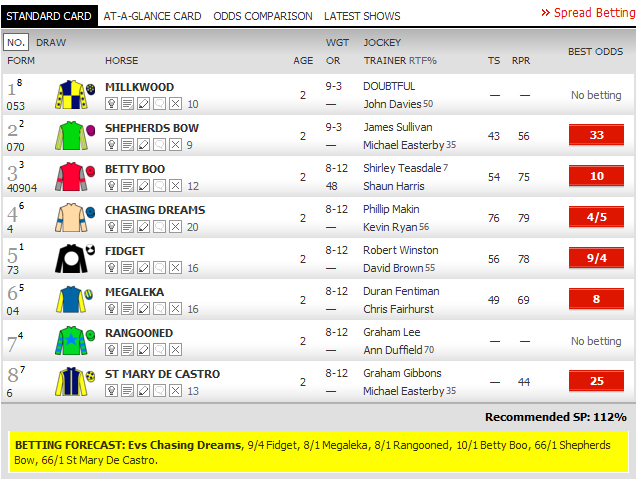 STANDARD CARD AT-A-GLANCE CARD ODDS COMPARISON LATEST SHOWS » Spread Betting
NO. DRAW WGT JOCKEY
FORM HORSE AGE OR TRAINER RTF% TS RPR BEST ODDS
1 8 MILLKWOOD 2 9-3 DOUBTFUL — — No betting
053 10 — John Davies 50
2 2 SHEPHERDS BOW 2 9-3 James Sullivan 43 56 33
070 9 — Michael Easterby 35
3 3 BETTY BOO 2 8-12 Shirley Teasdale 7 54 75 10
40904 12 48 Shaun Harris
4 6 CHASING DREAMS 2 8-12 Phillip Makin 76 79 4/5
4 20 — Kevin Ryan 56
5 1 FIDGET 2 8-12 Robert Winston 56 78 9/4
73 16 — David Brown 55
6 5 MEGALEKA 2 8-12 Duran Fentiman 49 69 8
04 16 — Chris Fairhurst
7 4 RANGOONED 2 8-12 Graham Lee — — No betting
— Ann Duffield 70
8 7 ST MARY DE CASTRO 2 8-12 Graham Gibbons — 44 25
6 13 — Michael Easterby 35
Recommended SP: 112%
BETTING FORECAST: Evs Chasing Dreams, 9/4 Fidget, 8/1 Megaleka, 8/1 Rangooned, 10/1 Betty Boo, 66/1 Shepherds
Bow, 66/1 St Mary De Castro.